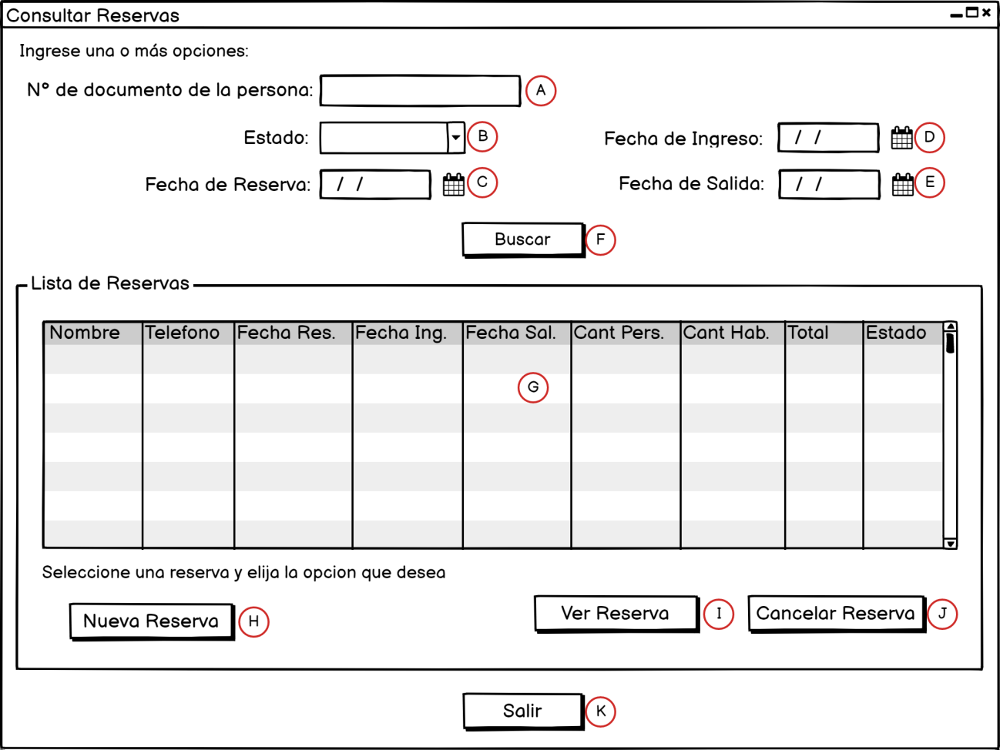 Consultar Reservas
Ingrese una o más opciones:
N° de documento de la persona: A
Estado: B
Fecha de Ingreso: / / D
Fecha de Reserva: / / C
Fecha de Salida: / / E
Buscar F
Lista de Reservas
Nombre Telefono Fecha Res. Fecha Ing. Fecha Sal. Cant Pers. Cant Hab. Total Estado
G
Seleccione una reserva y elija la opcion que desea
Nueva Reserva H
Ver Reserva I
Cancelar Reserva J
Salir K